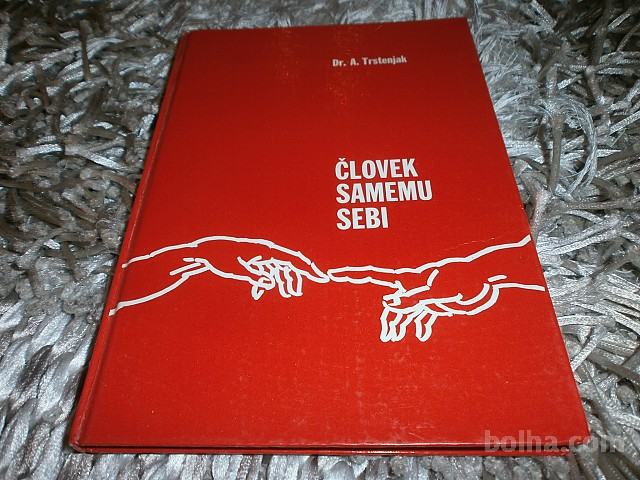 Dr. A. Trstenjak
ČLOVEK
SAMEMU
SEBI
bolha.com